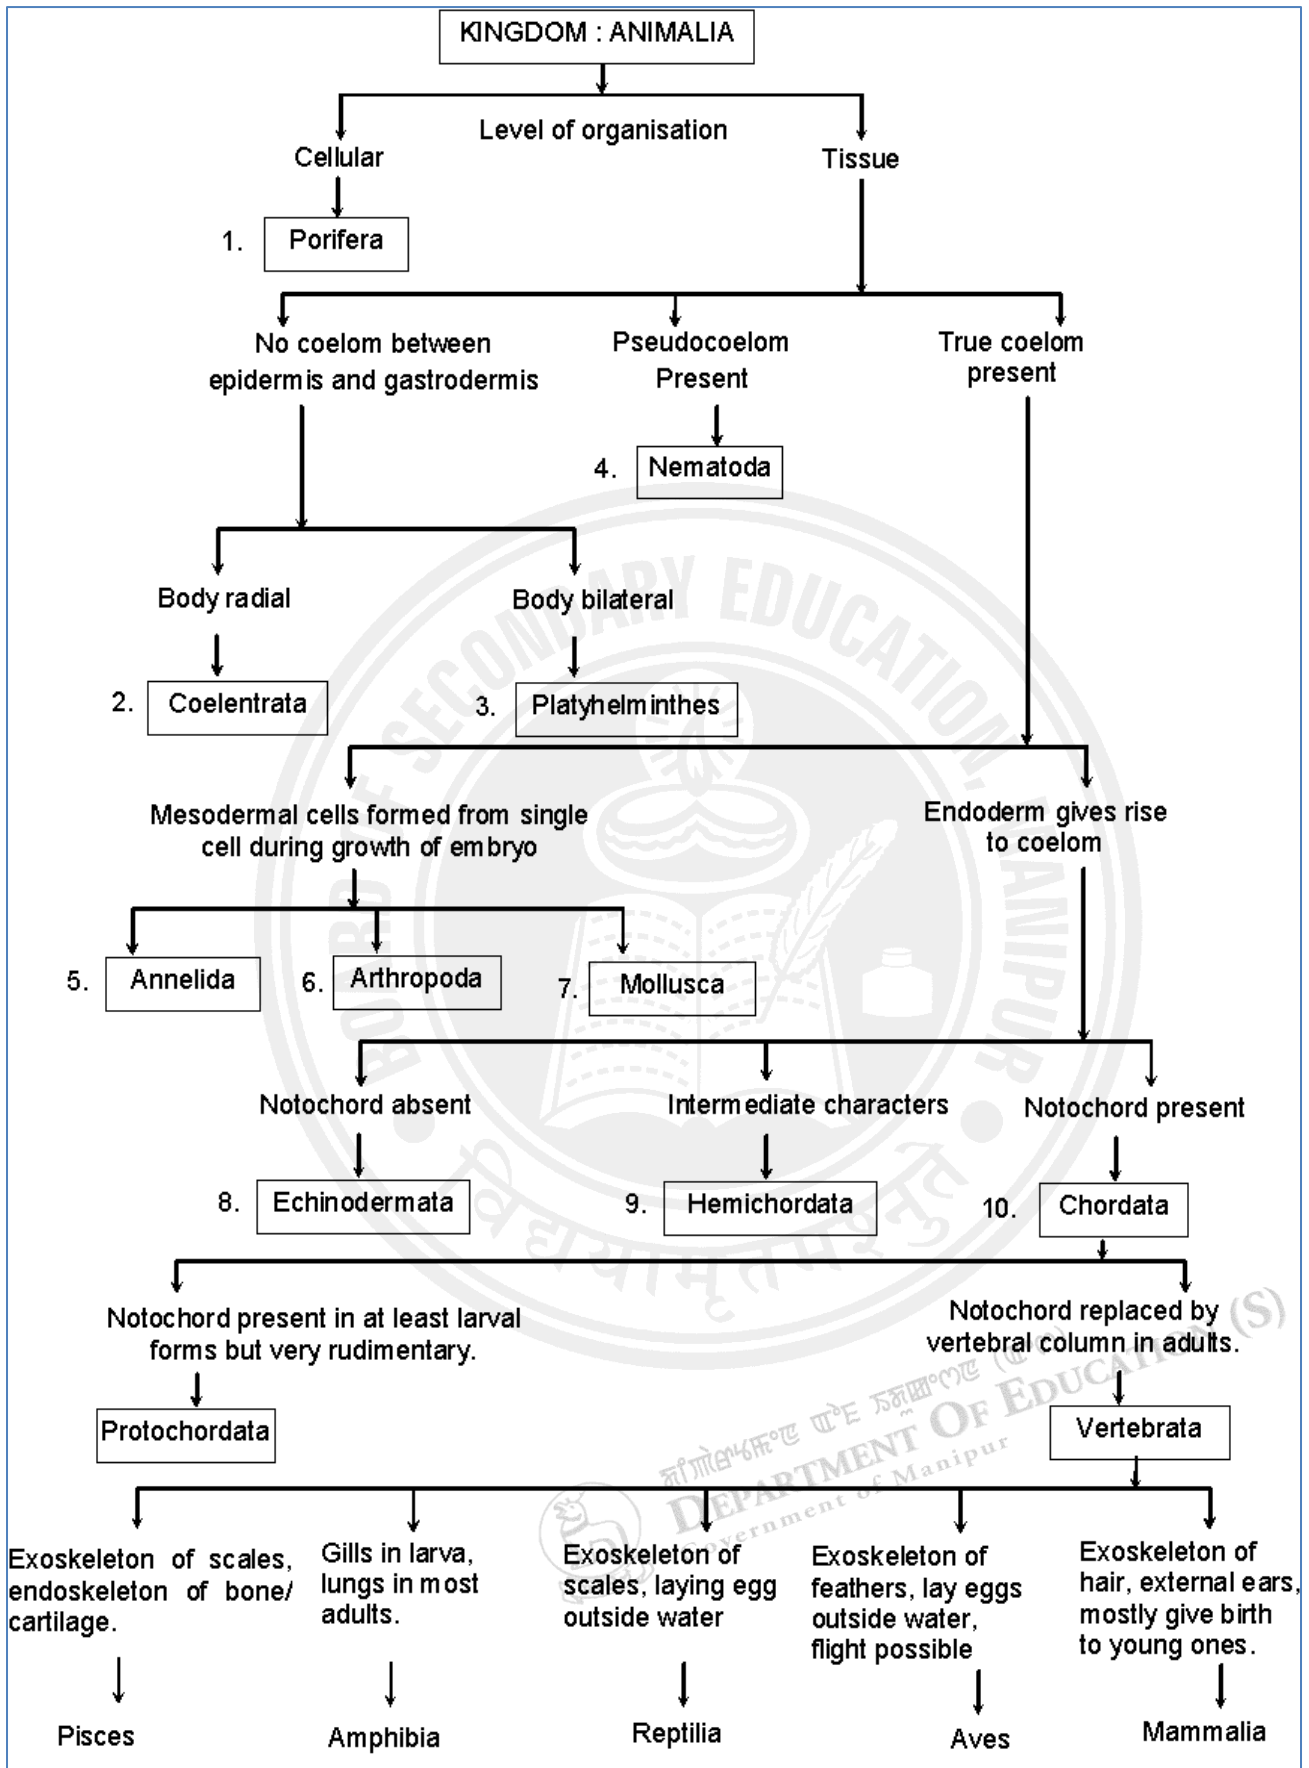 KINGDOM : ANIMALIA
Level of organisation
Cellular
Tissue
1. Porifera
No coelom between
epidermis and gastrodermis
Pseudocoelom
Present
True coelom
present
4. Nematoda
Body radial
Body bilateral
2. Coelentrata
3. Platyhelminthes
Mesodermal cells formed from single
cell during growth of embryo
Endoderm gives rise
to coelom
5. Annelida
6. Arthropoda
7. Mollusca
Notochord absent
Intermediate characters
Notochord present
8. Echinodermata
9. Hemichordata
10. Chordata
Notochord present in at least larval
forms but very rudimentary.
Notochord replaced by
vertebral column in adults.
Protochordata
Vertebrata
Exoskeleton of scales,
endoskeleton of bone/
cartilage.
Gills in larva,
lungs in most
adults.
Exoskeleton of
scales, laying egg
outside water
Exoskeleton of
feathers, lay eggs
outside water,
flight possible
Exoskeleton of
hair, external ears,
mostly give birth
to young ones.
Pisces
Amphibia
Reptilia
Aves
Mammalia
BOARD OF SECONDARY EDUCATION, MANIPUR
DEPARTMENT OF EDUCATION (S)
Government of Manipur